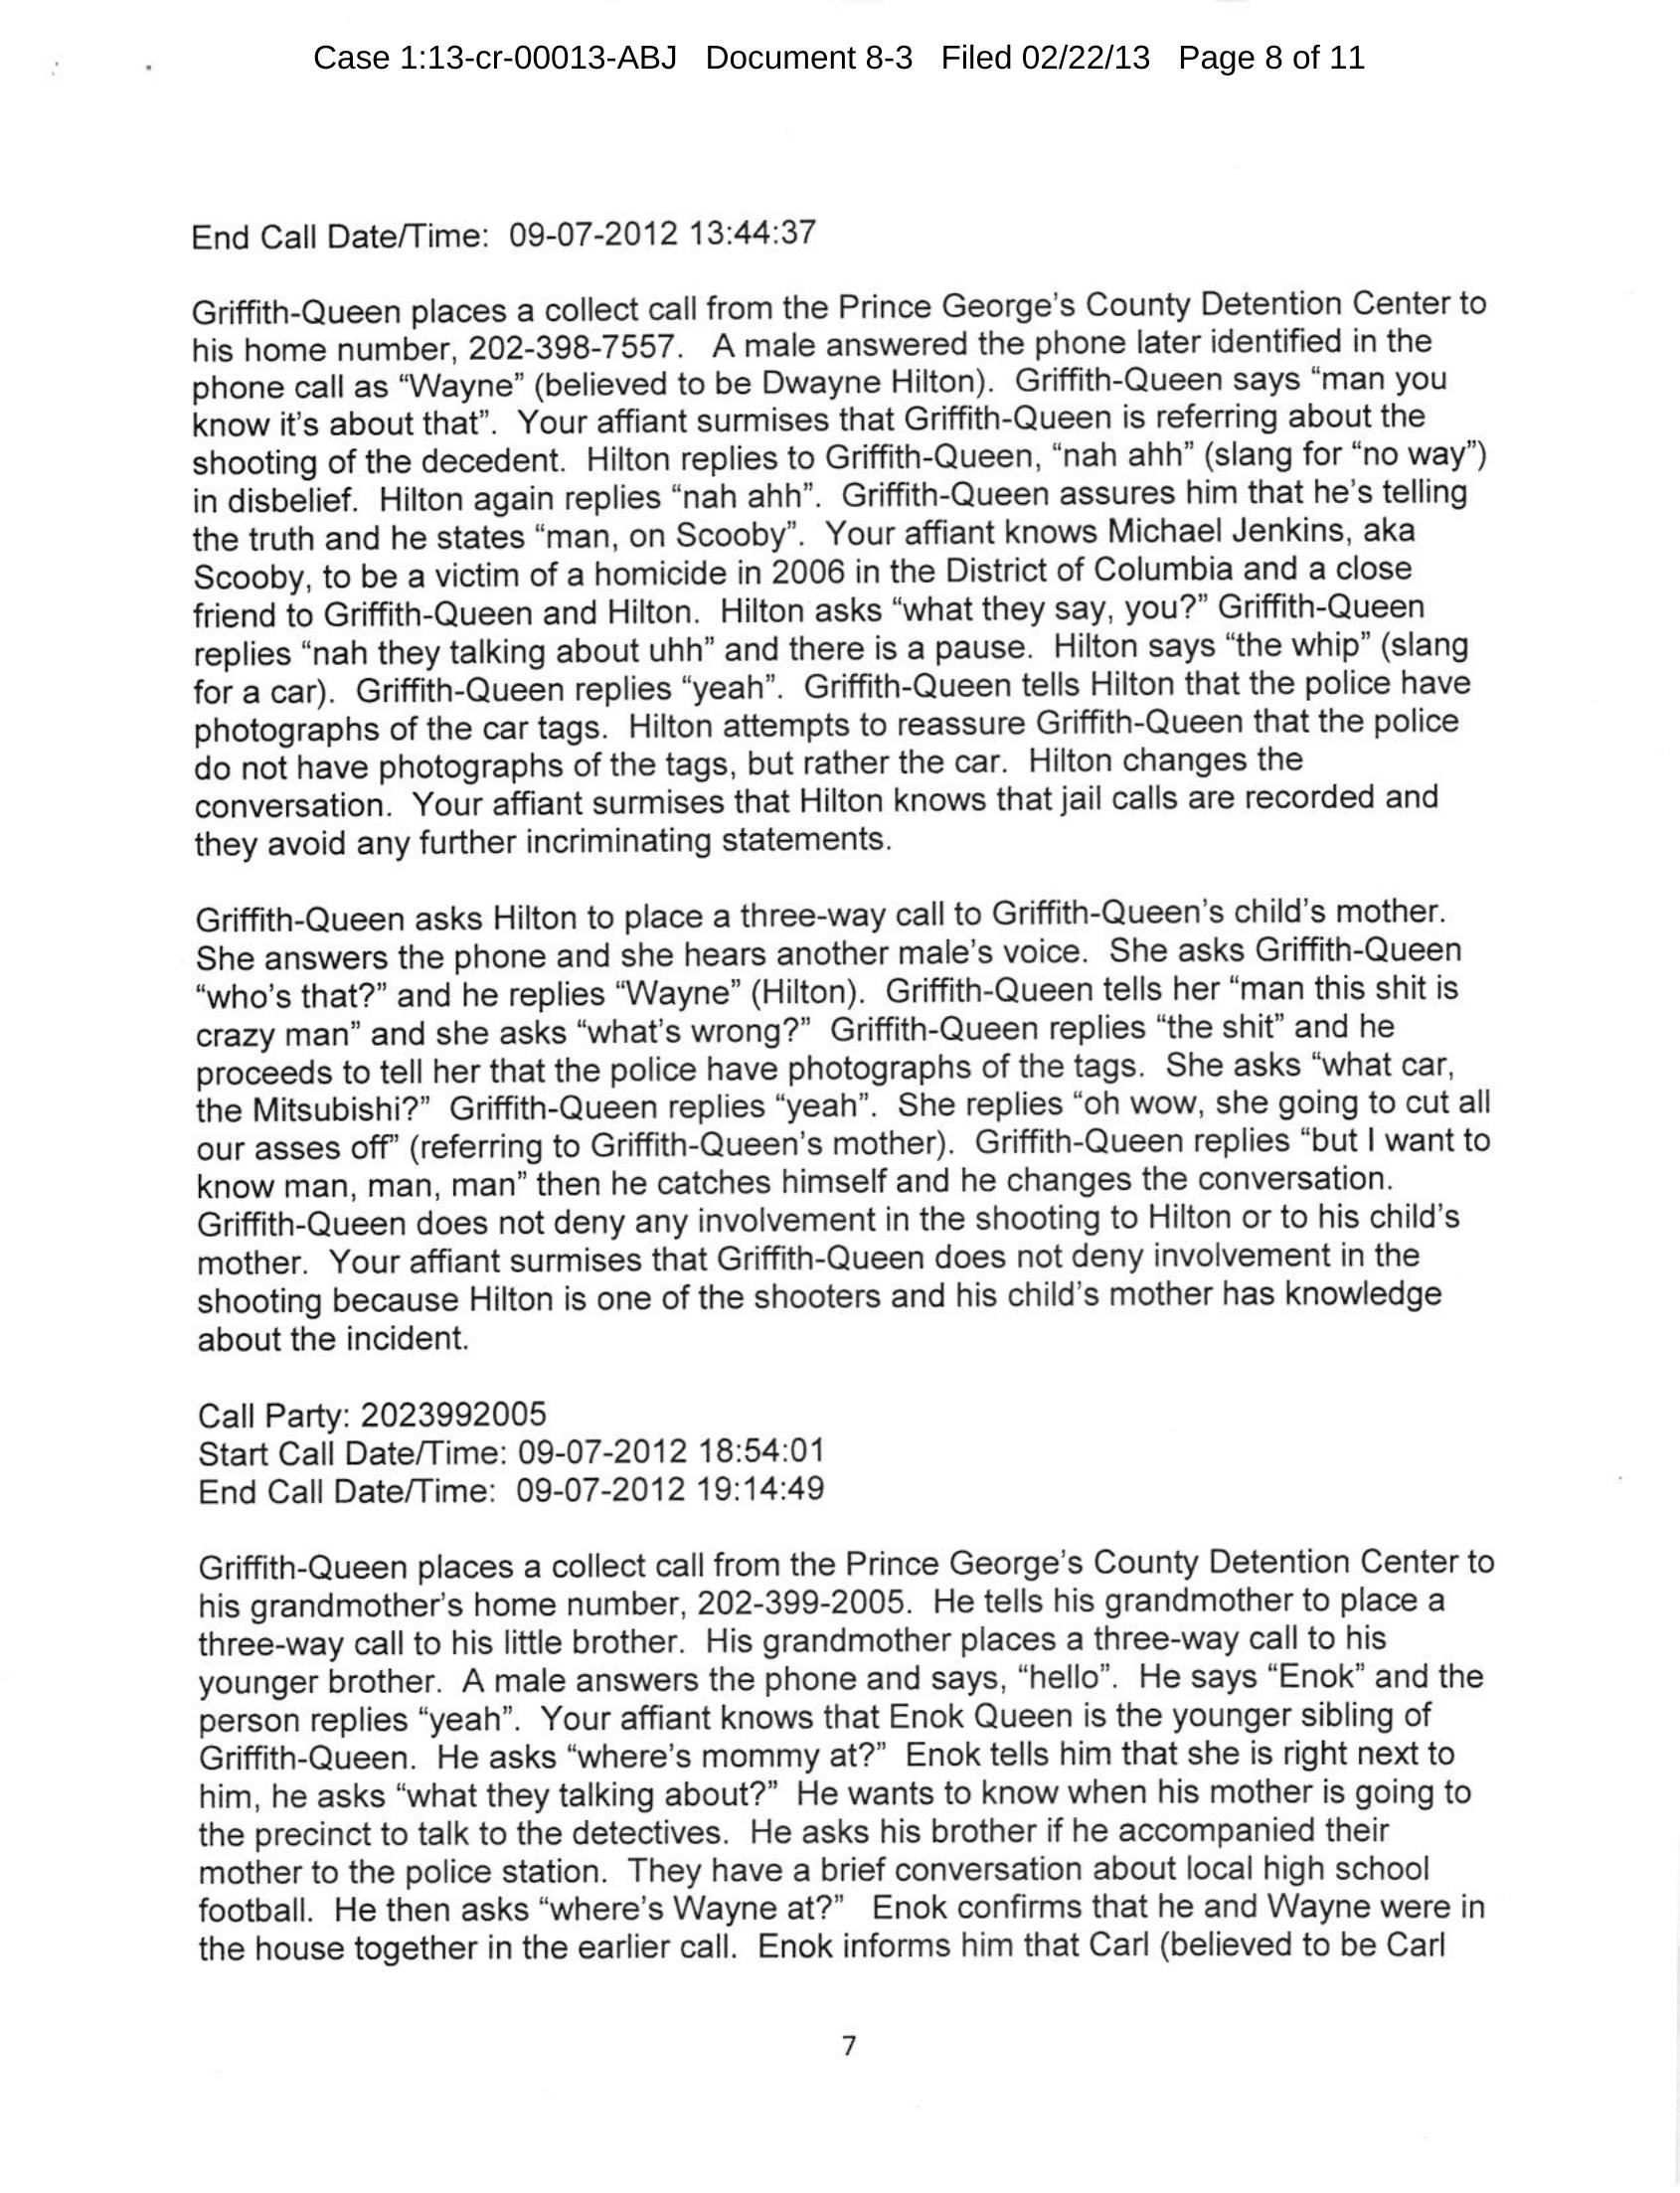 Case 1:13-cr-00013-ABJ Document 8-3 Filed 02/22/13 Page 8 of 11
End Call Date/Time: 09-07-2012 13:44:37
Griffith-Queen places a collect call from the Prince George's County Detention Center to
his home number, 202-398-7557. A male answered the phone later identified in the
phone call as “Wayne” (believed to be Dwayne Hilton). Griffith-Queen says “man you
know it's about that”. Your affiant surmises that Griffith-Queen is referring about the
shooting of the decedent. Hilton replies to Griffith-Queen, “nah ahh” (slang for “no way”)
in disbelief. Hilton again replies “nah ahh”. Griffith-Queen assures him that he's telling
the truth and he states “man, on Scooby”. Your affiant knows Michael Jenkins, aka
Scooby, to be a victim of a homicide in 2006 in the District of Columbia and a close
friend to Griffith-Queen and Hilton. Hilton asks “what they say, you?” Griffith-Queen
replies “nah they talking about uhh” and there is a pause. Hilton says “the whip” (slang
for a car). Griffith-Queen replies “yeah”. Griffith-Queen tells Hilton that the police have
photographs of the car tags. Hilton attempts to reassure Griffith-Queen that the police
do not have photographs of the tags, but rather the car. Hilton changes the
conversation. Your affiant surmises that Hilton knows that jail calls are recorded and
they avoid any further incriminating statements.
Griffith-Queen asks Hilton to place a three-way call to Griffith-Queen's child's mother.
She answers the phone and she hears another male's voice. She asks Griffith-Queen
“who's that?” and he replies “Wayne” (Hilton). Griffith-Queen tells her “man this shit is
crazy man” and she asks “what's wrong?” Griffith-Queen replies “the shit” and he
proceeds to tell her that the police have photographs of the tags. She asks “what car,
the Mitsubishi?” Griffith-Queen replies “yeah”. She replies “oh wow, she going to cut all
our asses off” (referring to Griffith-Queen's mother). Griffith-Queen replies “but I want to
know man, man, man” then he catches himself and he changes the conversation.
Griffith-Queen does not deny any involvement in the shooting to Hilton or to his child's
mother. Your affiant surmises that Griffith-Queen does not deny involvement in the
shooting because Hilton is one of the shooters and his child's mother has knowledge
about the incident.
Call Party: 2023992005
Start Call Date/Time: 09-07-2012 18:54:01
End Call Date/Time: 09-07-2012 19:14:49
Griffith-Queen places a collect call from the Prince George's County Detention Center to
his grandmother's home number, 202-399-2005. He tells his grandmother to place a
three-way call to his little brother. His grandmother places a three-way call to his
younger brother. A male answers the phone and says, “hello”. He says “Enok” and the
person replies “yeah”. Your affiant knows that Enok Queen is the younger sibling of
Griffith-Queen. He asks “where's mommy at?” Enok tells him that she is right next to
him, he asks “what they talking about?” He wants to know when his mother is going to
the precinct to talk to the detectives. He asks his brother if he accompanied their
mother to the police station. They have a brief conversation about local high school
football. He then asks “where's Wayne at?” Enok confirms that he and Wayne were in
the house together in the earlier call. Enok informs him that Carl (believed to be Carl
7